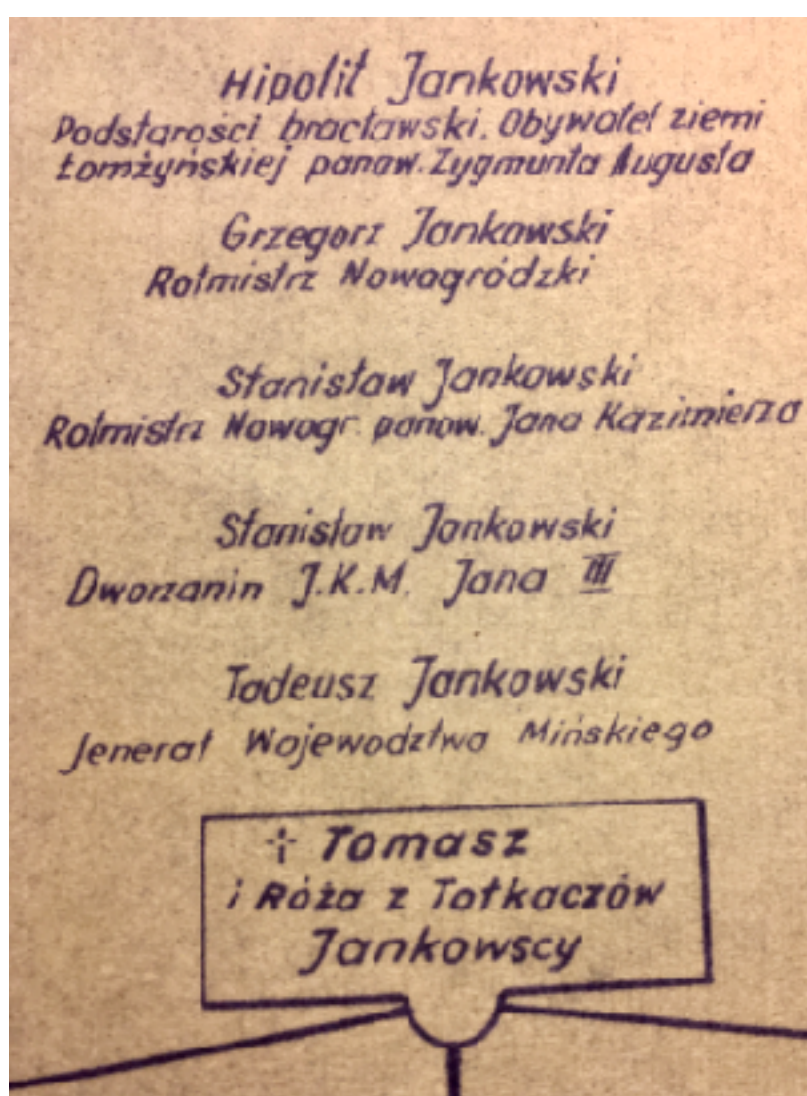 Hipolit Jankowski
Podstarości bracławski. Obywatel ziemi
Łomżyńskiej panow. Zygmunta Augusta
Grzegorz Jankowski
Rotmistrz Nowogródzki
Stanisław Jankowski
Rotmistrz Nowogr. panow. Jana Kazimierza
Stanisław Jankowski
Dworzanin J.K.M. Jana III
Tadeusz Jankowski
Jenerał Wojewodztwa Mińskiego
✝ Tomasz
i Róża z Tołkaczów
Jankowscy